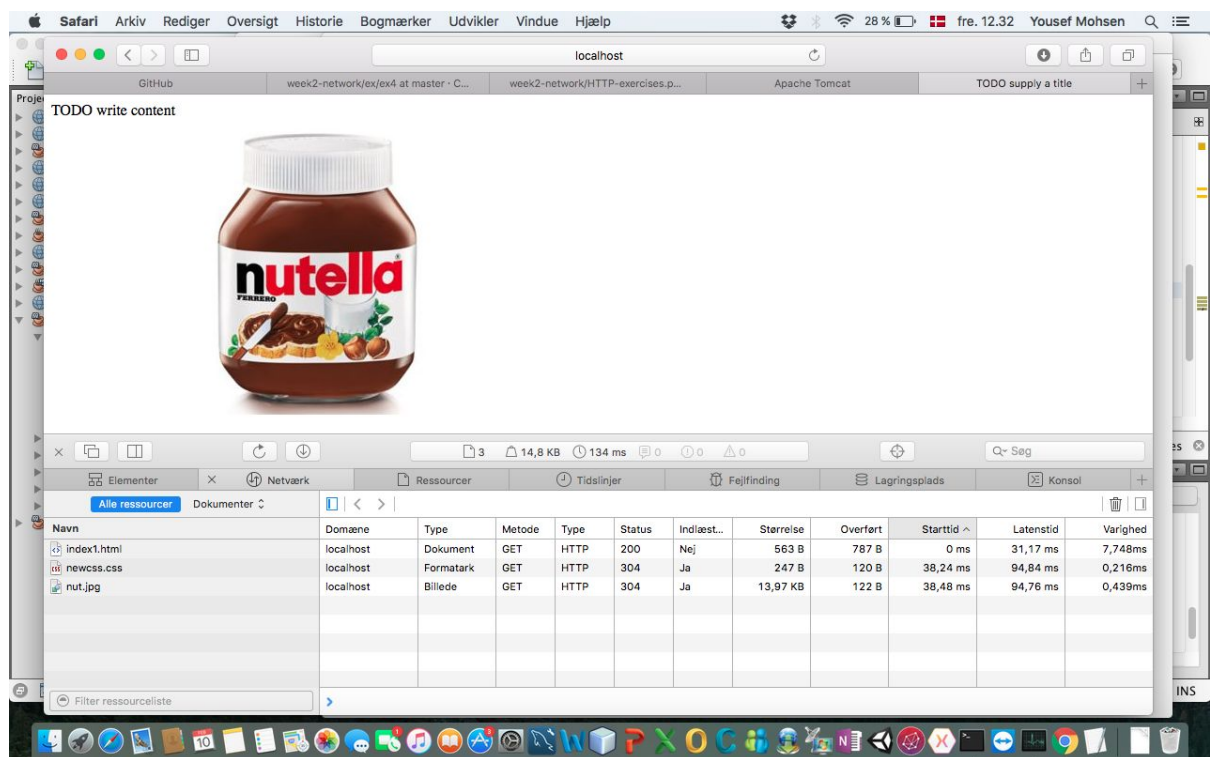 Safari Arkiv Rediger Oversigt Historie Bogmærker Udvikler Vindue Hjælp 28 % fre. 12.32 Yousef Mohsen
localhost
GitHub week2-network/ex/ex4 at master · C... week2-network/HTTP-exercises.p... Apache Tomcat TODO supply a title
Proje
TODO write content
nutella
FERRERO
3 14,8 KB 134 ms 0 0 0 Søg
es
Elementer Netværk Ressourcer Tidslinjer Fejlfinding Lagringsplads Konsol
Alle ressourcer Dokumenter
Navn Domæne Type Metode Type Status Indlæst... Størrelse Overført Starttid Latenstid Varighed
index1.html localhost Dokument GET HTTP 200 Nej 563 B 787 B 0 ms 31,17 ms 7,748ms
newcss.css localhost Formatark GET HTTP 304 Ja 247 B 120 B 38,24 ms 94,84 ms 0,216ms
nut.jpg localhost Billede GET HTTP 304 Ja 13,97 KB 122 B 38,48 ms 94,76 ms 0,439ms
Filter ressourceliste
INS
10